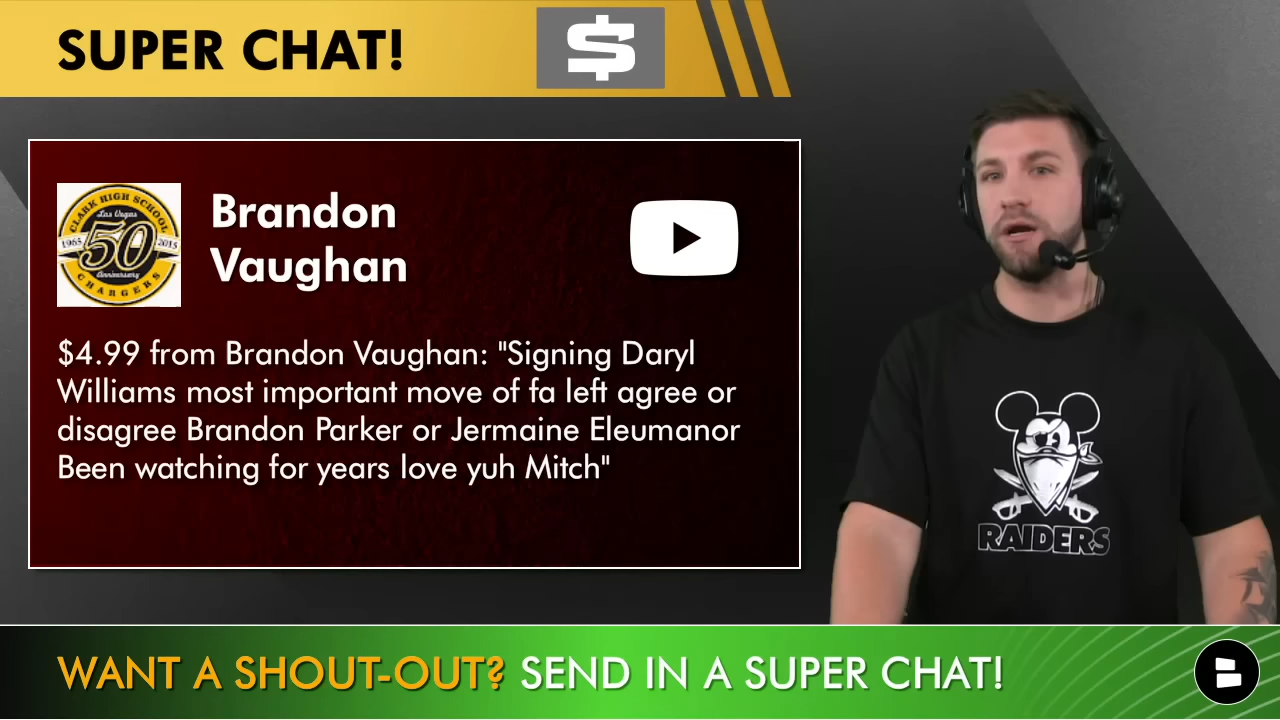 SUPER CHAT!
$
CLARK HIGH SCHOOL
Las Vegas
1965 50 2015
Anniversary
CHARGERS
Brandon
Vaughan
$4.99 from Brandon Vaughan: "Signing Daryl
Williams most important move of fa left agree or
disagree Brandon Parker or Jermaine Eleumanor
Been watching for years love yuh Mitch"
RAIDERS
WANT A SHOUT-OUT? SEND IN A SUPER CHAT!